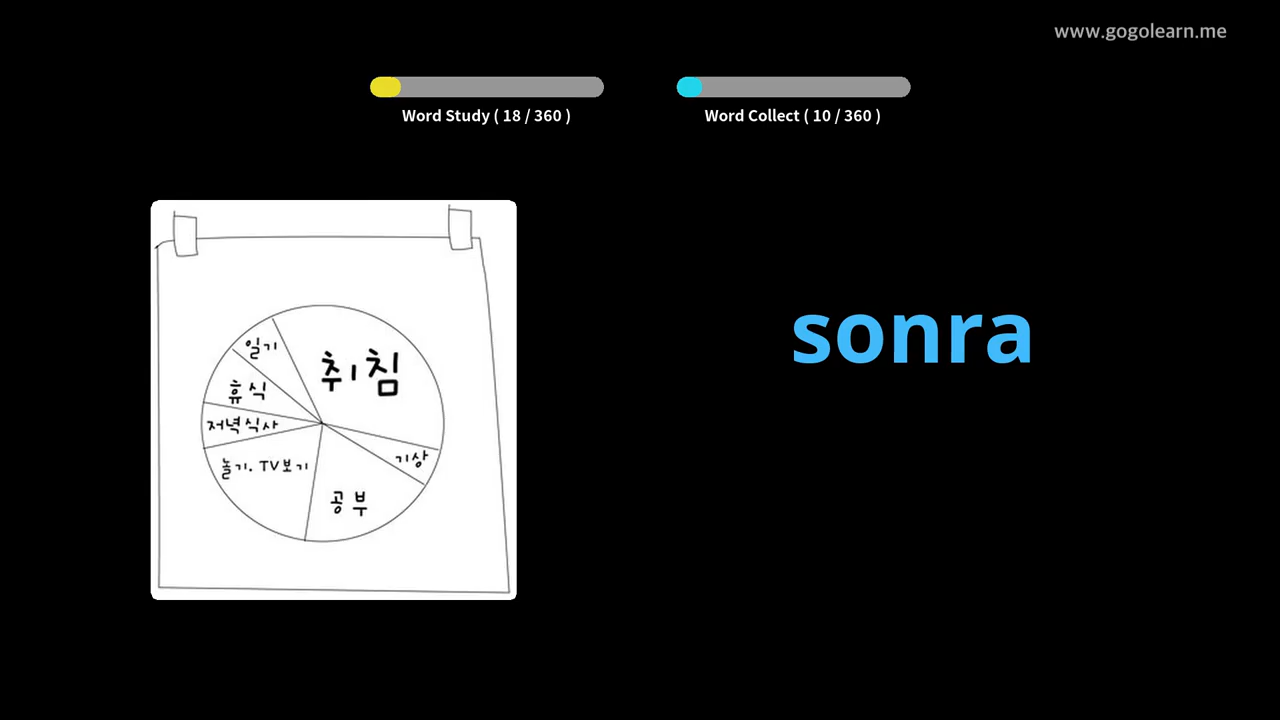 www.gogolearn.me
Word Study ( 18 / 360 )
Word Collect ( 10 / 360 )
일기
취침
휴식
저녁식사
기상
놀기. TV보기
공부
sonra